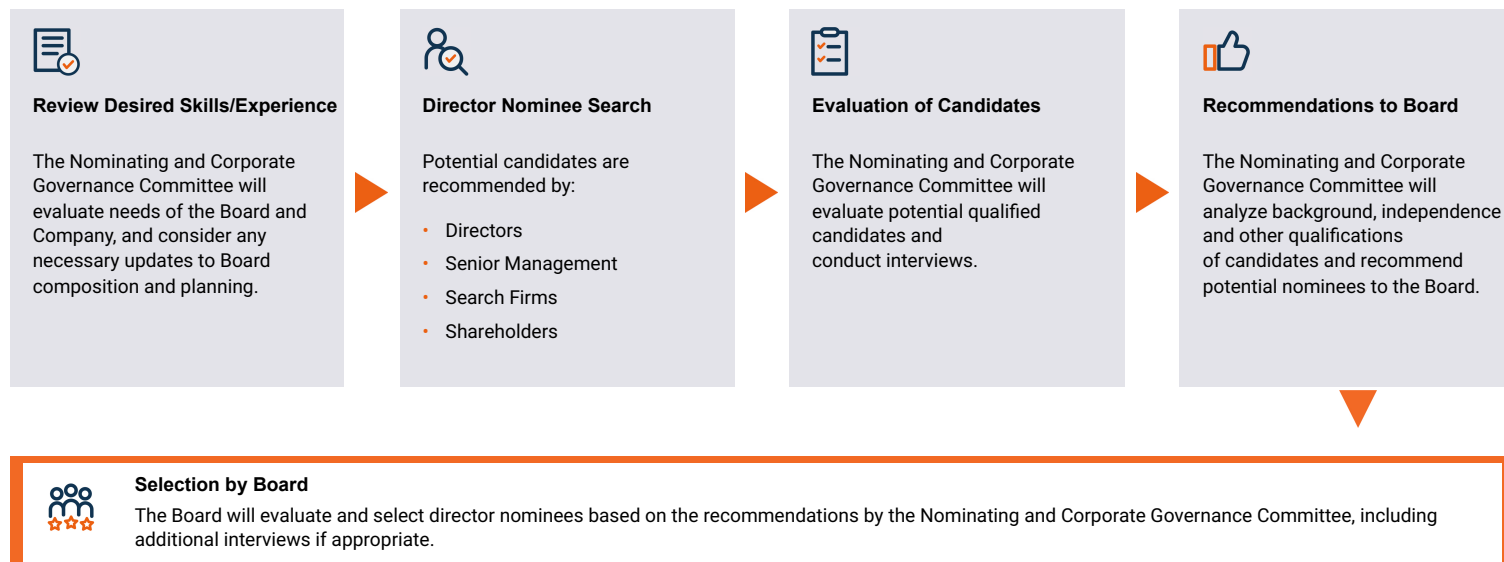 Review Desired Skills/Experience
The Nominating and Corporate
Governance Committee will
evaluate needs of the Board and
Company, and consider any
necessary updates to Board
composition and planning.
Director Nominee Search
Potential candidates are
recommended by:
• Directors
• Senior Management
• Search Firms
• Shareholders
Evaluation of Candidates
The Nominating and Corporate
Governance Committee will
evaluate potential qualified
candidates and
conduct interviews.
Recommendations to Board
The Nominating and Corporate
Governance Committee will
analyze background, independence
and other qualifications
of candidates and recommend
potential nominees to the Board.
Selection by Board
The Board will evaluate and select director nominees based on the recommendations by the Nominating and Corporate Governance Committee, including
additional interviews if appropriate.